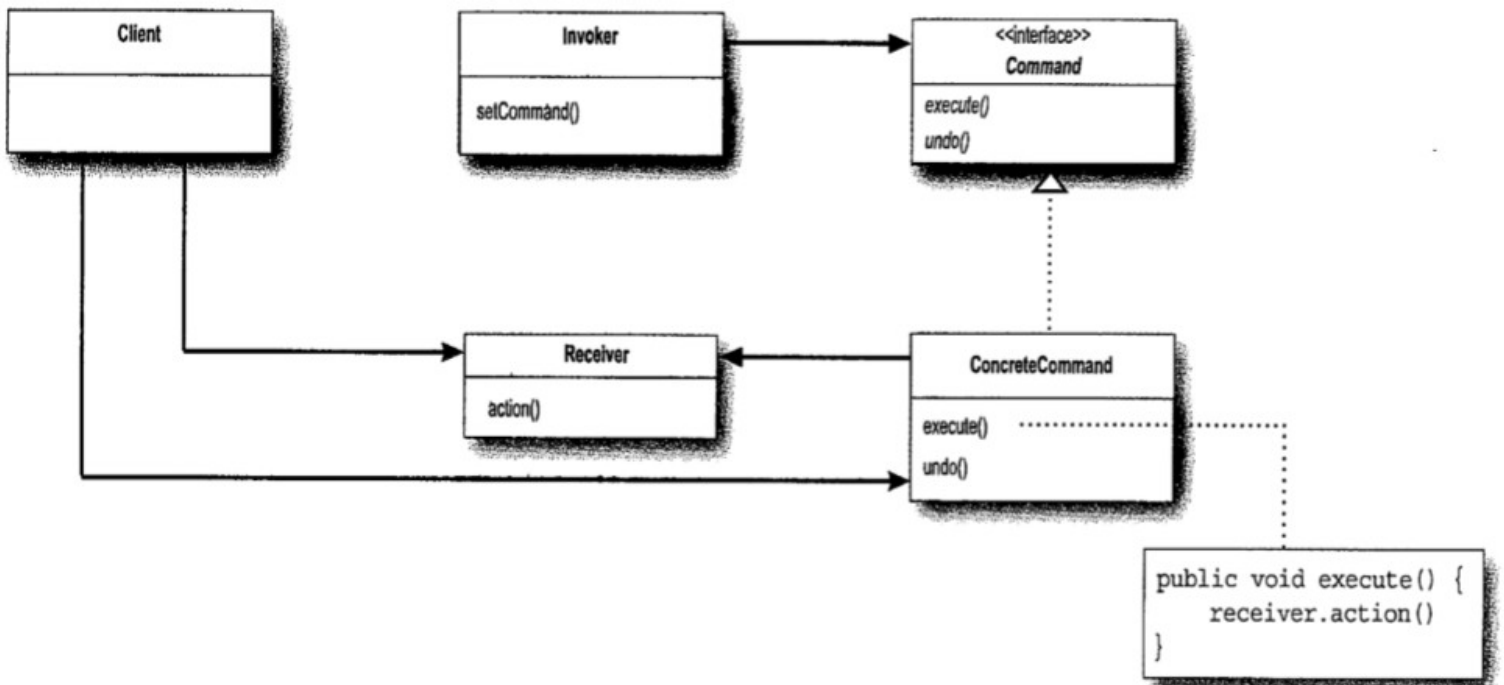 Client
Invoker
setCommand()
<<interface>>
Command
execute()
undo()
Receiver
action()
ConcreteCommand
execute()
undo()
public void execute() {
receiver.action()
}